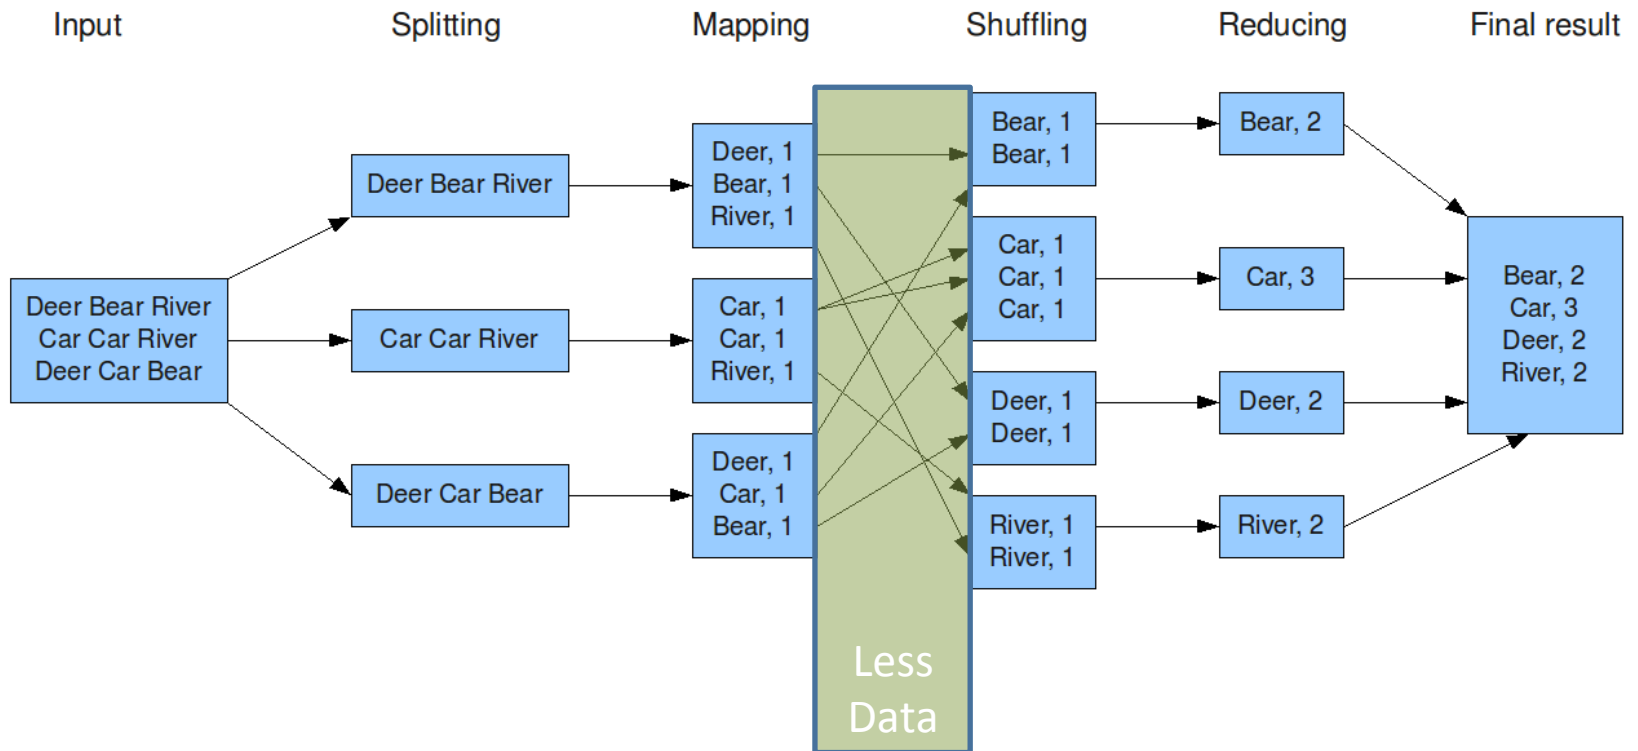 Input
Splitting
Mapping
Shuffling
Reducing
Final result
Deer Bear River
Car Car River
Deer Car Bear
Deer Bear River
Car Car River
Deer Car Bear
Deer, 1
Bear, 1
River, 1
Car, 1
Car, 1
River, 1
Deer, 1
Car, 1
Bear, 1
Less
Data
Bear, 1
Bear, 1
Car, 1
Car, 1
Car, 1
Deer, 1
Deer, 1
River, 1
River, 1
Bear, 2
Car, 3
Deer, 2
River, 2
Bear, 2
Car, 3
Deer, 2
River, 2